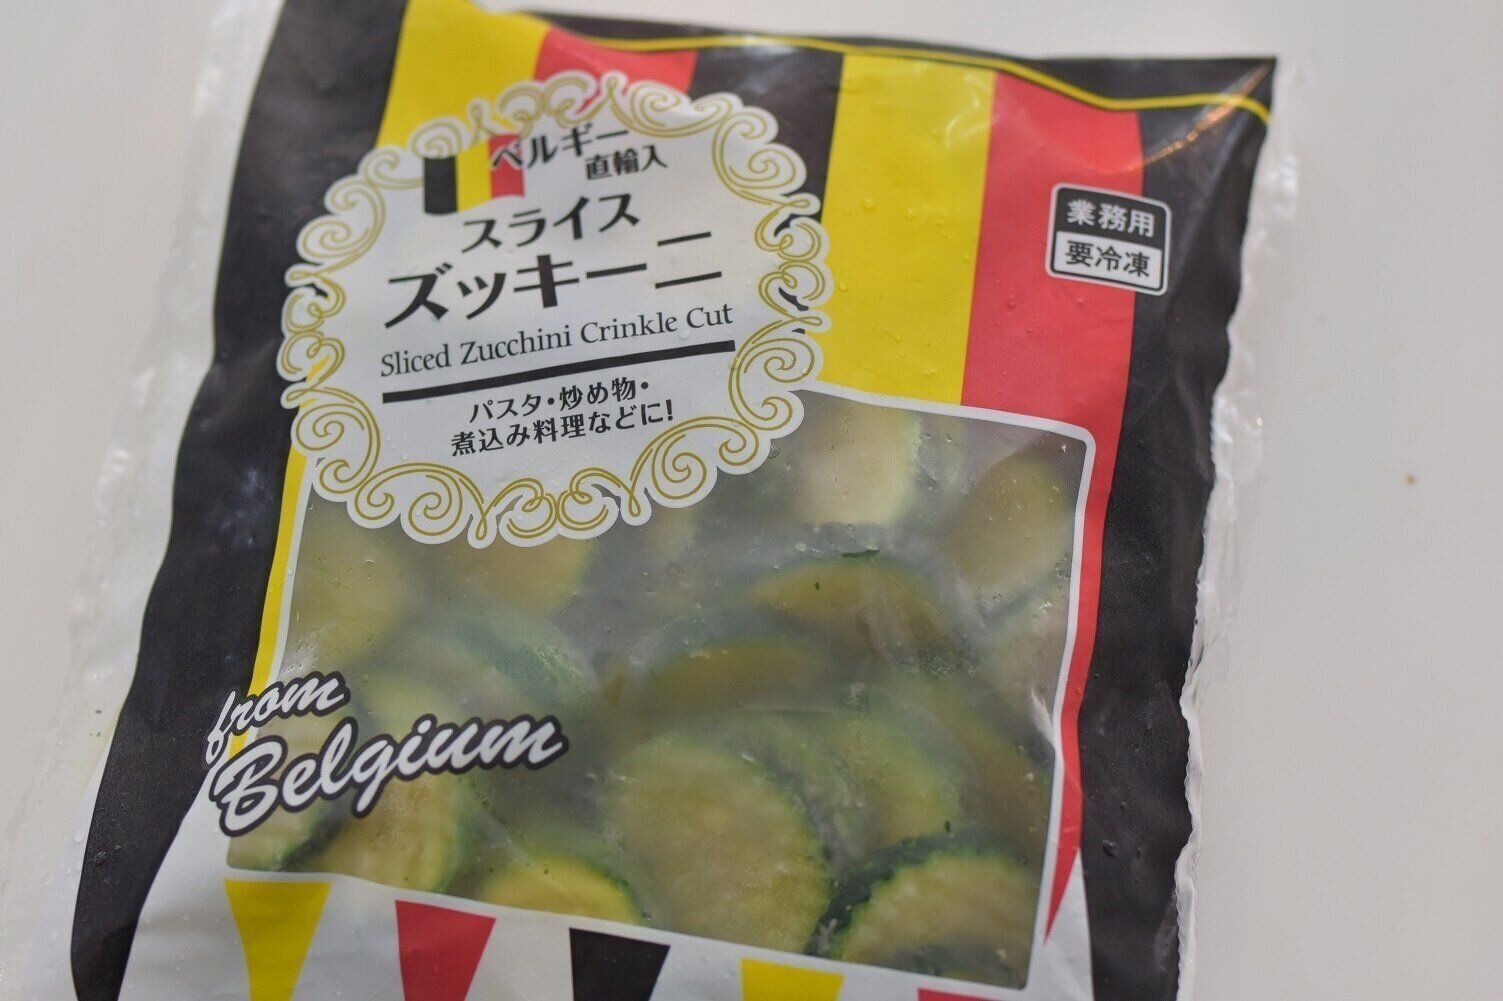 ベルギー
直輸入
スライス
ズッキーニ
Sliced Zucchini Crinkle Cut
パスタ・炒め物・
煮込み料理などに!
業務用
要冷凍
from
Belgium